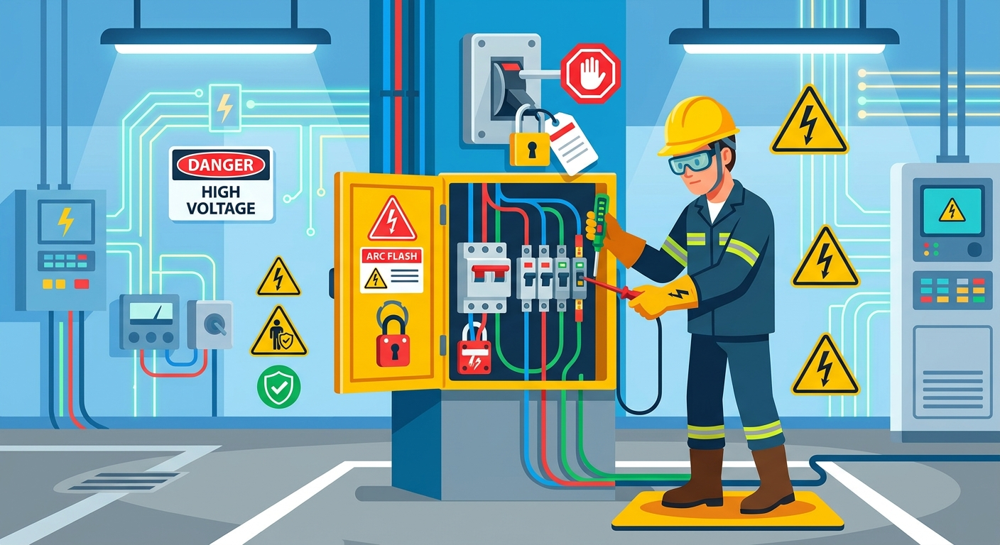 DANGER
HIGH
VOLTAGE
ARC FLASH